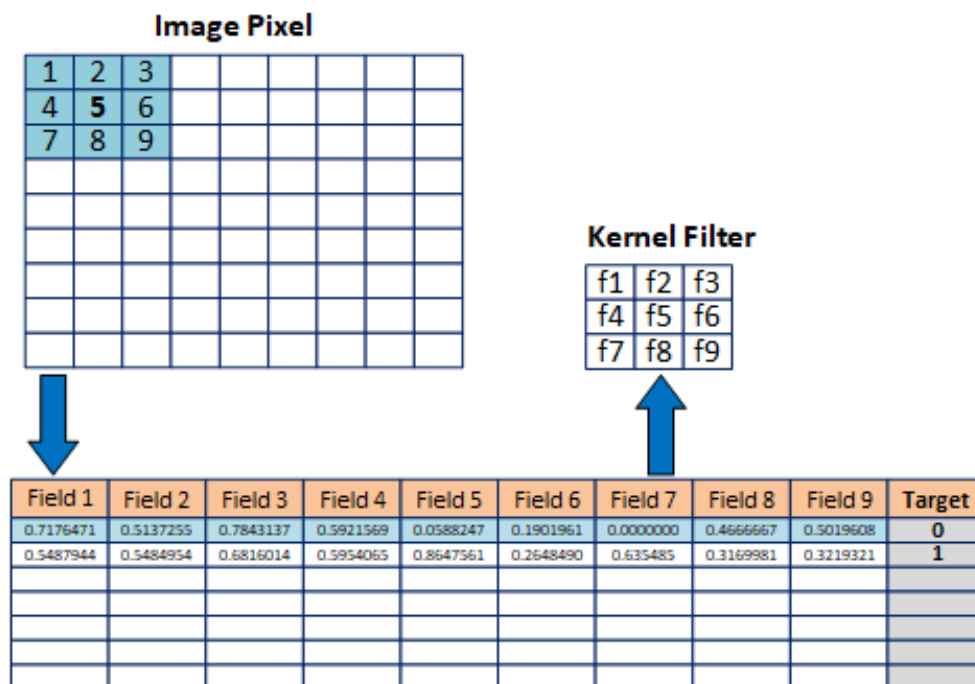 Image Pixel
1 2 3
4 5 6
7 8 9
Kernel Filter
f1 f2 f3
f4 f5 f6
f7 f8 f9
Field 1 Field 2 Field 3 Field 4 Field 5 Field 6 Field 7 Field 8 Field 9 Target
0.7176471 0.5137255 0.7843137 0.5921569 0.0588247 0.1901961 0.0000000 0.4666667 0.5019608 0
0.5487944 0.5484954 0.6816014 0.5954065 0.8647561 0.2648490 0.635485 0.3169981 0.3219321 1